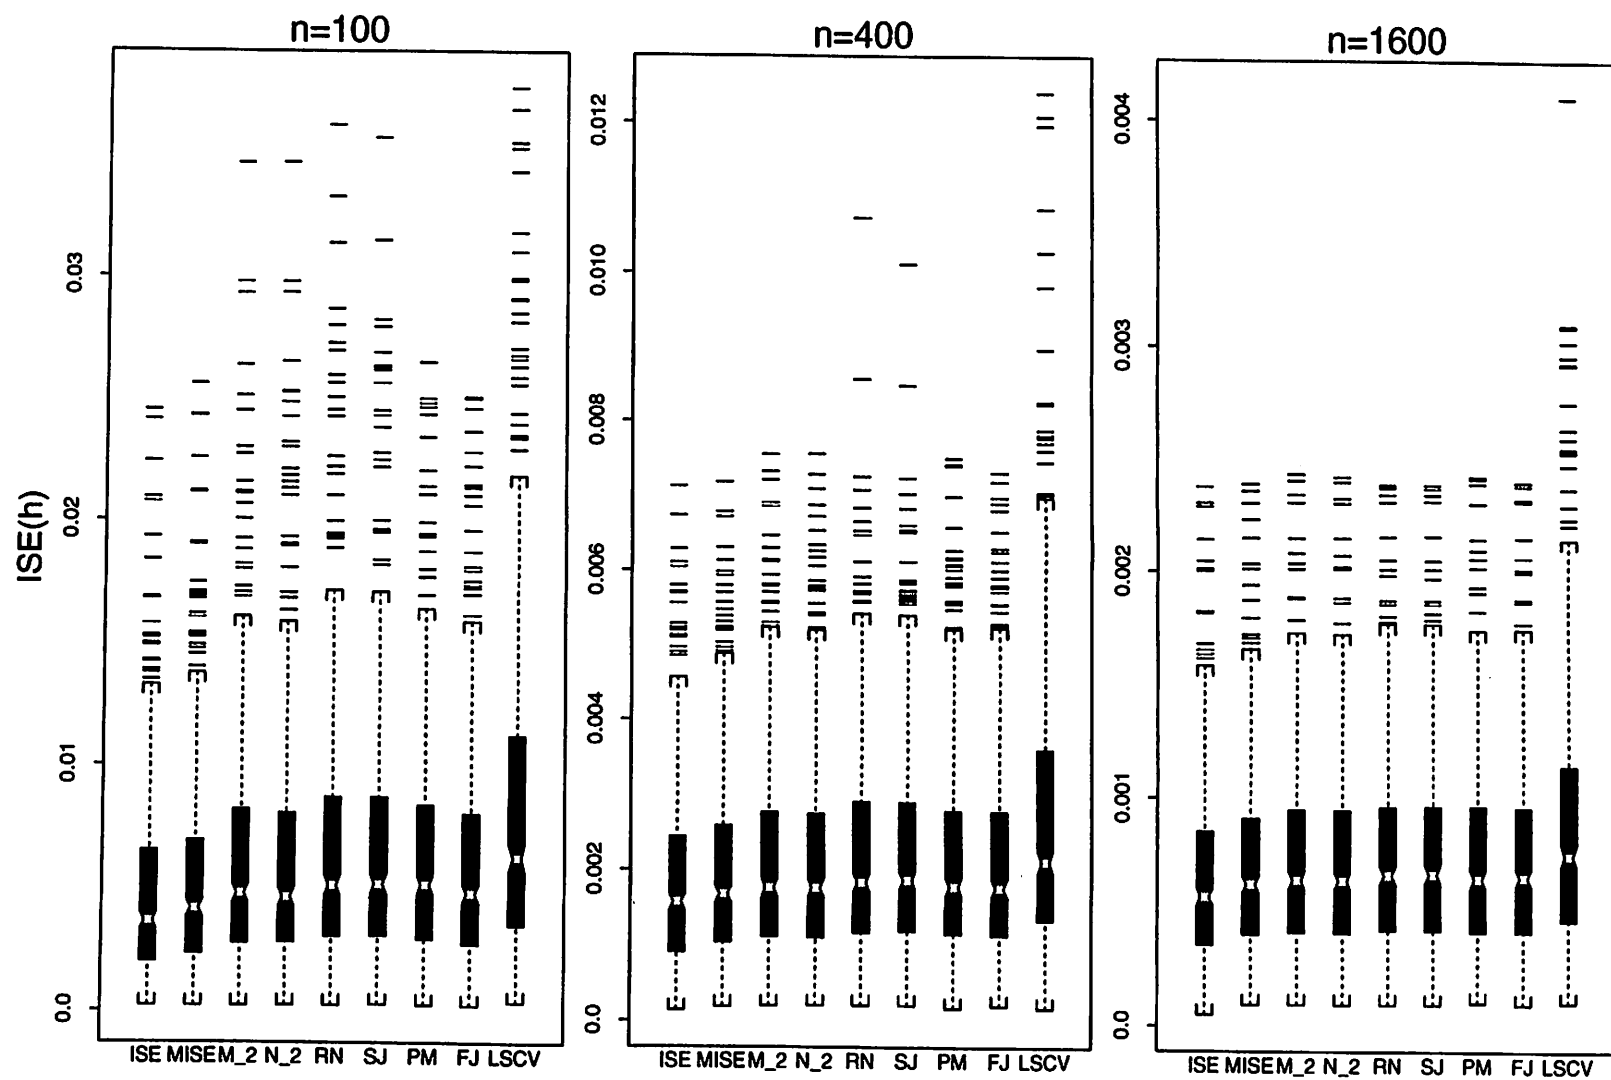 n=100
n=400
n=1600
ISE(h)
0.03
0.02
0.01
0.0
0.012
0.010
0.008
0.006
0.004
0.002
0.0
0.004
0.003
0.002
0.001
0.0
ISE MISE M_2 N_2 RN SJ PM FJ LSCV
ISE MISE M_2 N_2 RN SJ PM FJ LSCV
ISE MISE M_2 N_2 RN SJ PM FJ LSCV